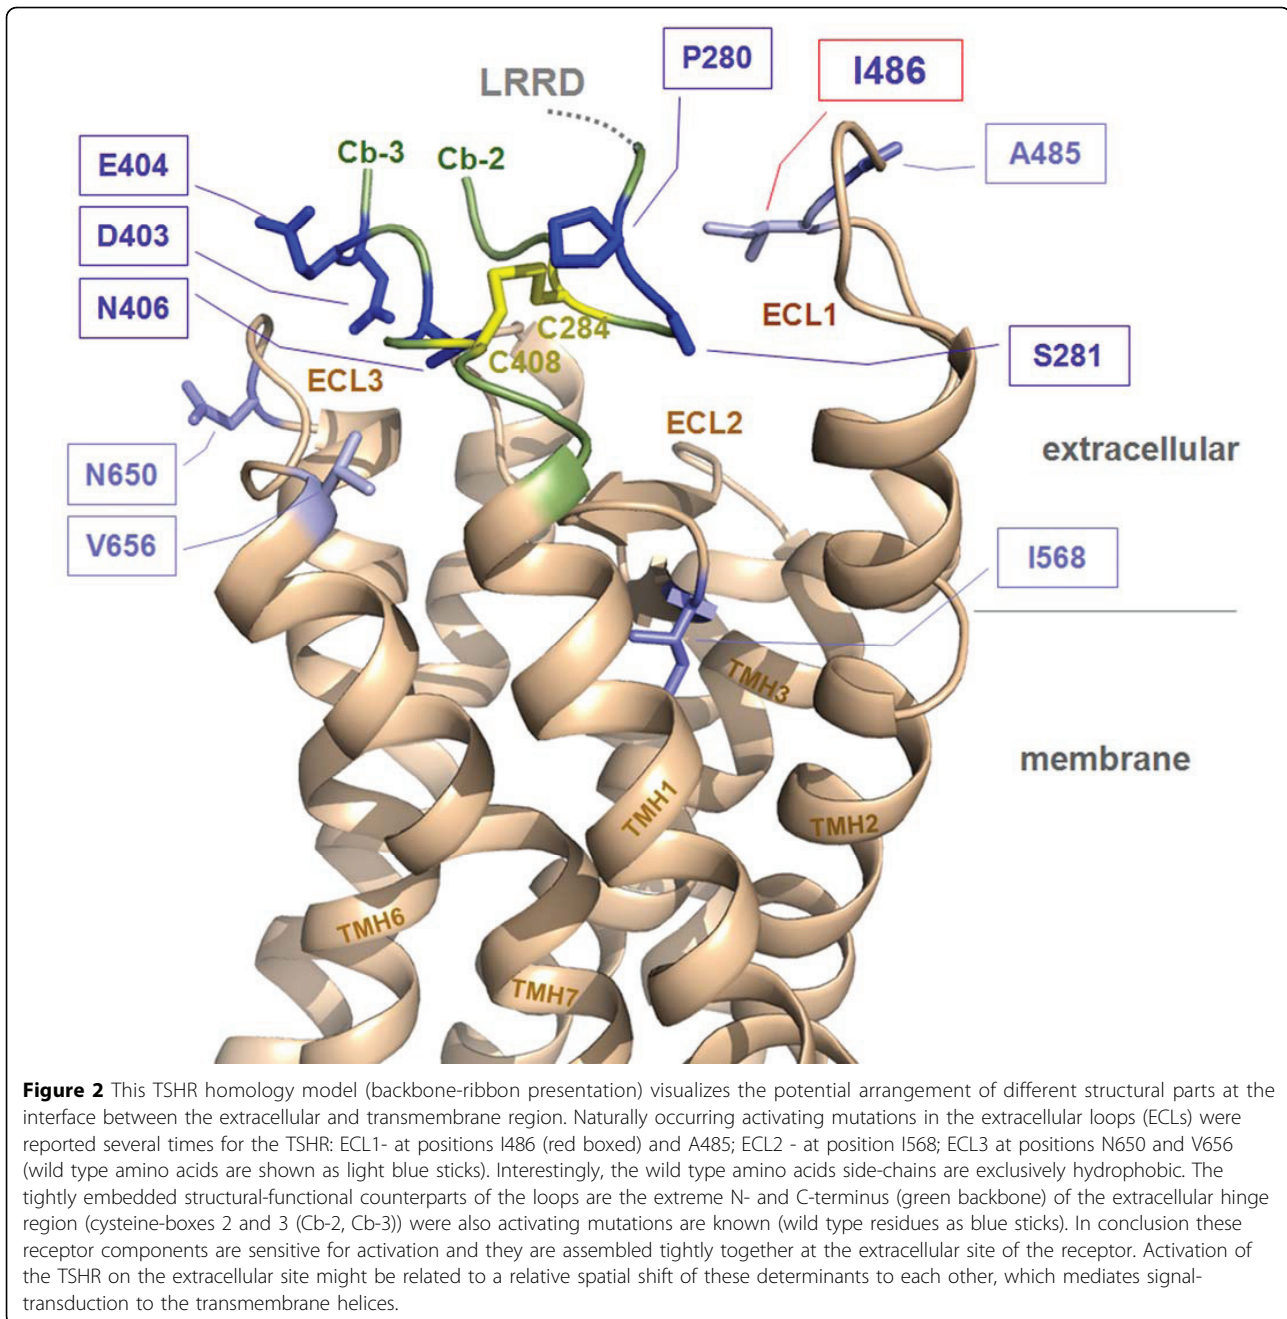 P280
I486
LRRD
A485
E404
Cb-3
Cb-2
D403
N406
ECL1
C284
C408
S281
ECL3
ECL2
extracellular
N650
V656
I568
TMH3
membrane
TMH1
TMH2
TMH6
TMH7
Figure 2 This TSHR homology model (backbone-ribbon presentation) visualizes the potential arrangement of different structural parts at the
interface between the extracellular and transmembrane region. Naturally occurring activating mutations in the extracellular loops (ECLs) were
reported several times for the TSHR: ECL1- at positions I486 (red boxed) and A485; ECL2 - at position I568; ECL3 at positions N650 and V656
(wild type amino acids are shown as light blue sticks). Interestingly, the wild type amino acids side-chains are exclusively hydrophobic. The
tightly embedded structural-functional counterparts of the loops are the extreme N- and C-terminus (green backbone) of the extracellular hinge
region (cysteine-boxes 2 and 3 (Cb-2, Cb-3)) were also activating mutations are known (wild type residues as blue sticks). In conclusion these
receptor components are sensitive for activation and they are assembled tightly together at the extracellular site of the receptor. Activation of
the TSHR on the extracellular site might be related to a relative spatial shift of these determinants to each other, which mediates signal-
transduction to the transmembrane helices.